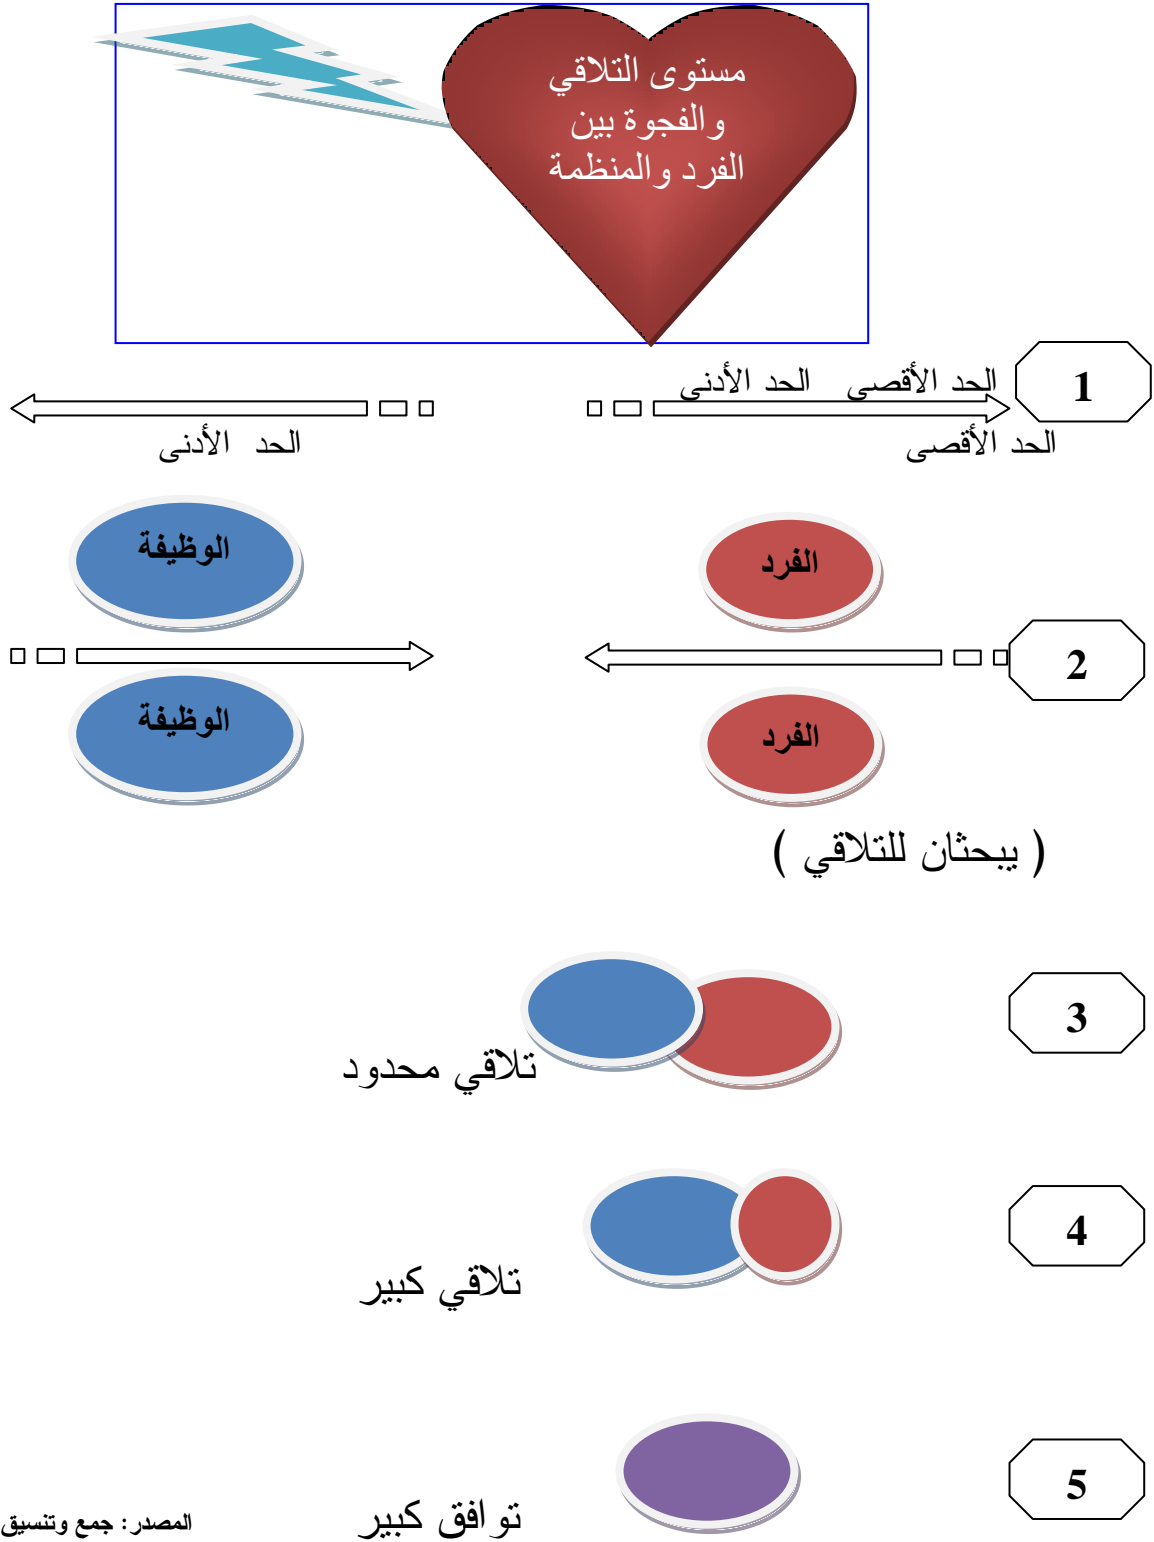 مستوى التلاقي
والفجوة بين
الفرد والمنظمة
1
الحد الأقصى الحد الأدنى
الحد الأقصى
الحد الأدنى
الفرد
الوظيفة
2
الفرد
الوظيفة
( يبحثان للتلاقي )
3
تلاقي محدود
4
تلاقي كبير
5
توافق كبير
المصدر: جمع وتنسيق